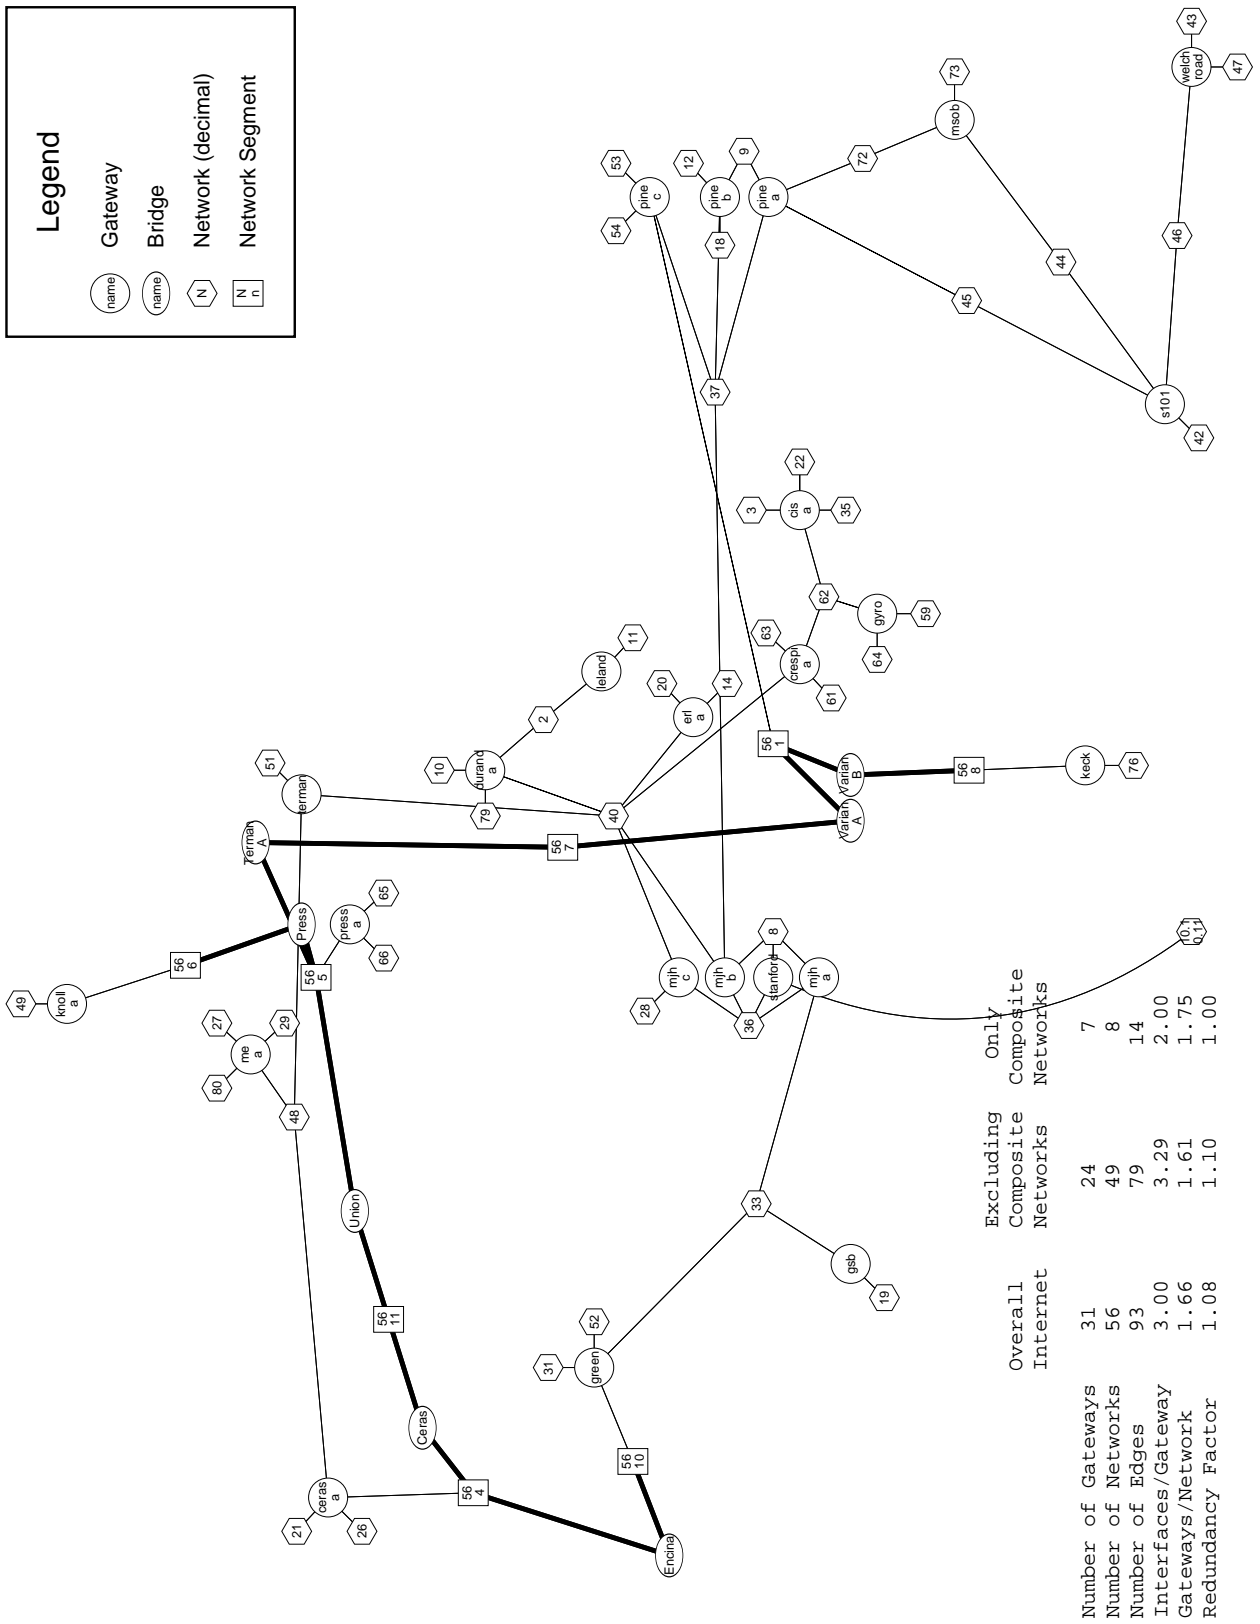 Legend
name Gateway
name Bridge
N Network (decimal)
N n Network Segment
49
knoll a
56 6
27
80
29
me a
48
21
26
ceras a
56 4
Ceras
56 11
Union
56 5
Press
press a
65
66
Terman A
terman
51
56 7
10
durand a
79
2
leland
11
40
20
erl a
14
63
crespi a
61
62
3
cis a
22
35
gyro
64
59
53
54
pine c
12
pine b
9
18
pine a
37
72
msob
73
45
44
46
welch road
43
47
s101
42
56 1
Varian B
Varian A
56 8
keck
76
28
mjh c
mjh b
stanford
8
mjh a
36
33
gsb
19
31
52
green
56 10
Encina
10.1 0.11
Excluding Only
Overall Composite Composite
Internet Networks Networks
Number of Gateways 31 24 7
Number of Networks 56 49 8
Number of Edges 93 79 14
Interfaces/Gateway 3.00 3.29 2.00
Gateways/Network 1.66 1.61 1.75
Redundancy Factor 1.08 1.10 1.00